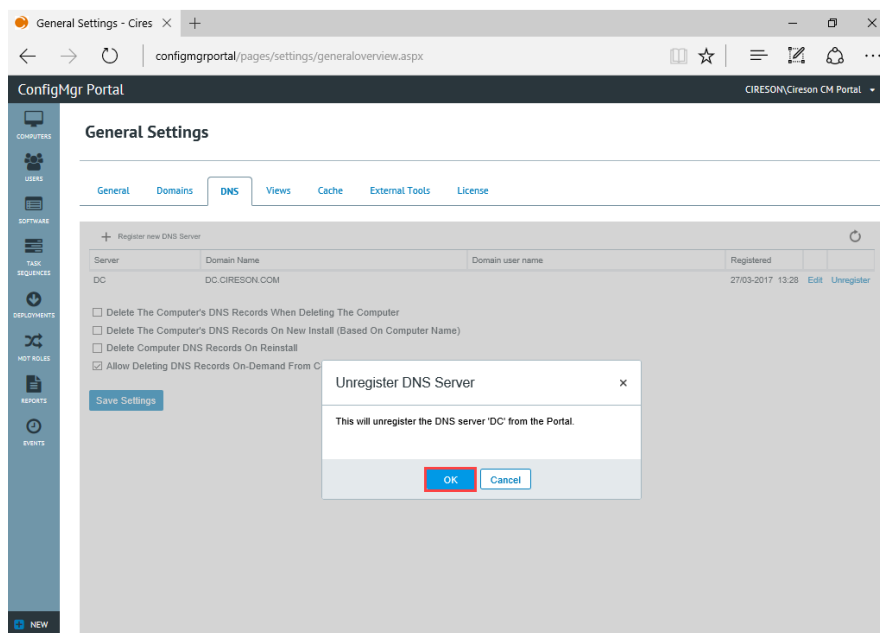 General Settings - Cires
configmgrportal/pages/settings/generaloverview.aspx
ConfigMgr Portal
CIRESON\Cireson CM Portal
COMPUTERS
USERS
SOFTWARE
TASK
SEQUENCES
DEPLOYMENTS
MDT ROLES
REPORTS
EVENTS
NEW
General Settings
General Domains DNS Views Cache External Tools License
Register new DNS Server
Server Domain Name Domain user name Registered
DC DC.CIRESON.COM 27/03-2017 13:28 Edit Unregister
Delete The Computer's DNS Records When Deleting The Computer
Delete The Computer's DNS Records On New Install (Based On Computer Name)
Delete Computer DNS Records On Reinstall
Allow Deleting DNS Records On-Demand From C
Save Settings
Unregister DNS Server
This will unregister the DNS server 'DC' from the Portal.
OK Cancel